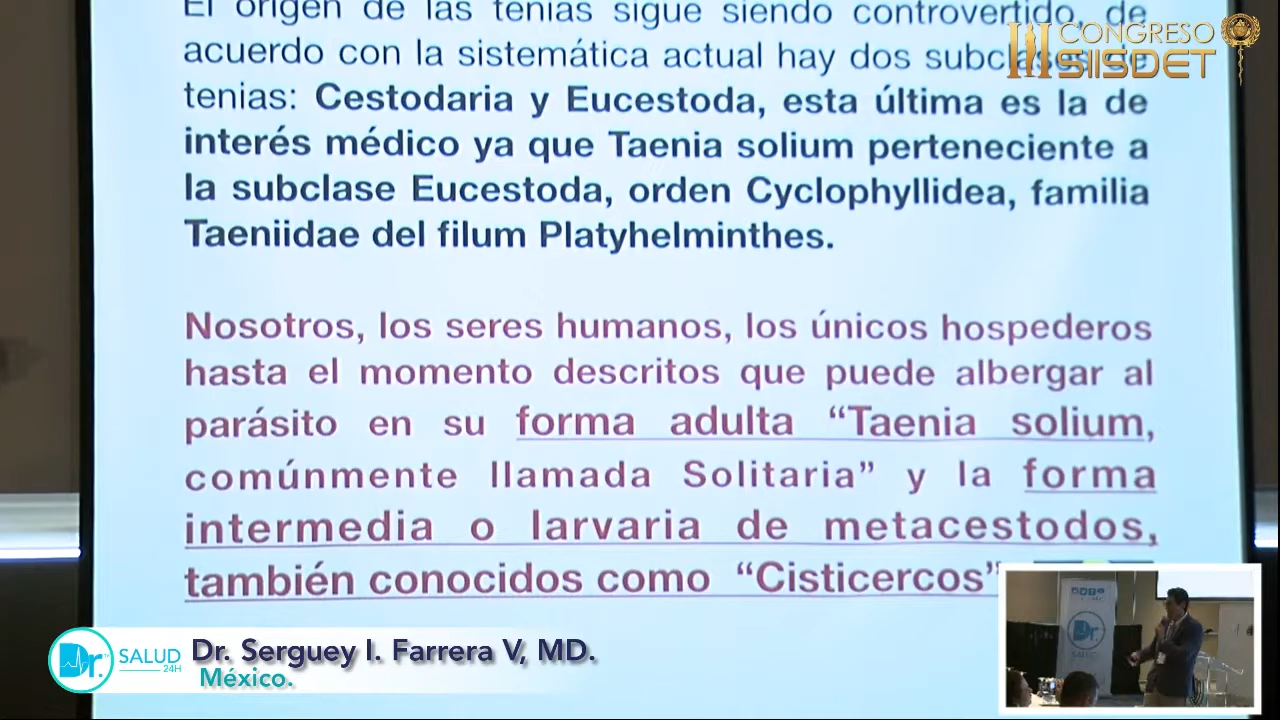 El origen de las tenias sigue siendo controvertido, de
acuerdo con la sistemática actual hay dos subclases de
tenias: Cestodaria y Eucestoda, esta última es la de
interés médico ya que Taenia solium perteneciente a
la subclase Eucestoda, orden Cyclophyllidea, familia
Taeniidae del filum Platyhelminthes.
Nosotros, los seres humanos, los únicos hospederos
hasta el momento descritos que puede albergar al
parásito en su forma adulta “Taenia solium,
comúnmente llamada Solitaria” y la forma
intermedia o larvaria de metacestodos,
también conocidos como “Cisticercos”
III CONGRESO
SIISDET
Dr. SALUD
24H
Dr. Serguey I. Farrera V, MD.
México.
Dr.
SALUD